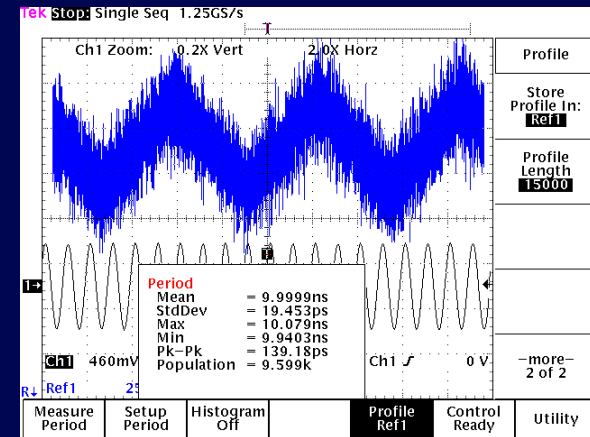 Tek Stop: Single Seq 1.25GS/s
T
Ch1 Zoom: 0.2X Vert 2.0X Horz
Profile
Store
Profile In:
Ref1
Profile
Length
15000
1→
Period
Mean = 9.9999ns
StdDev = 19.453ps
Max = 10.079ns
Min = 9.9403ns
Pk-Pk = 139.18ps
Population = 9.599k
Ch1 460mV
Ch1 0 V
R↓ Ref1
-more-
2 of 2
Measure
Period
Setup
Period
Histogram
Off
Profile
Ref1
Control
Ready
Utility